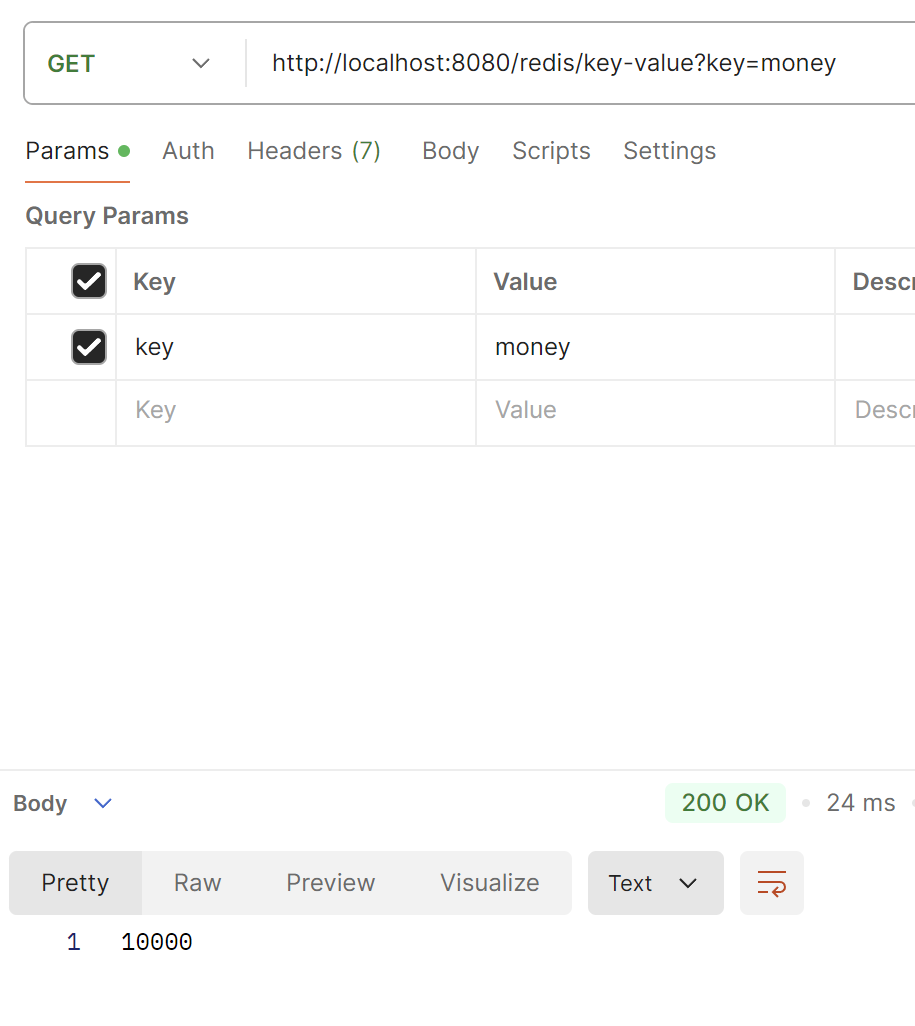 GET http://localhost:8080/redis/key-value?key=money
Params Auth Headers (7) Body Scripts Settings
Query Params
Key Value Descr
key money
Key Value Descr
Body 200 OK 24 ms
Pretty Raw Preview Visualize Text
1 10000